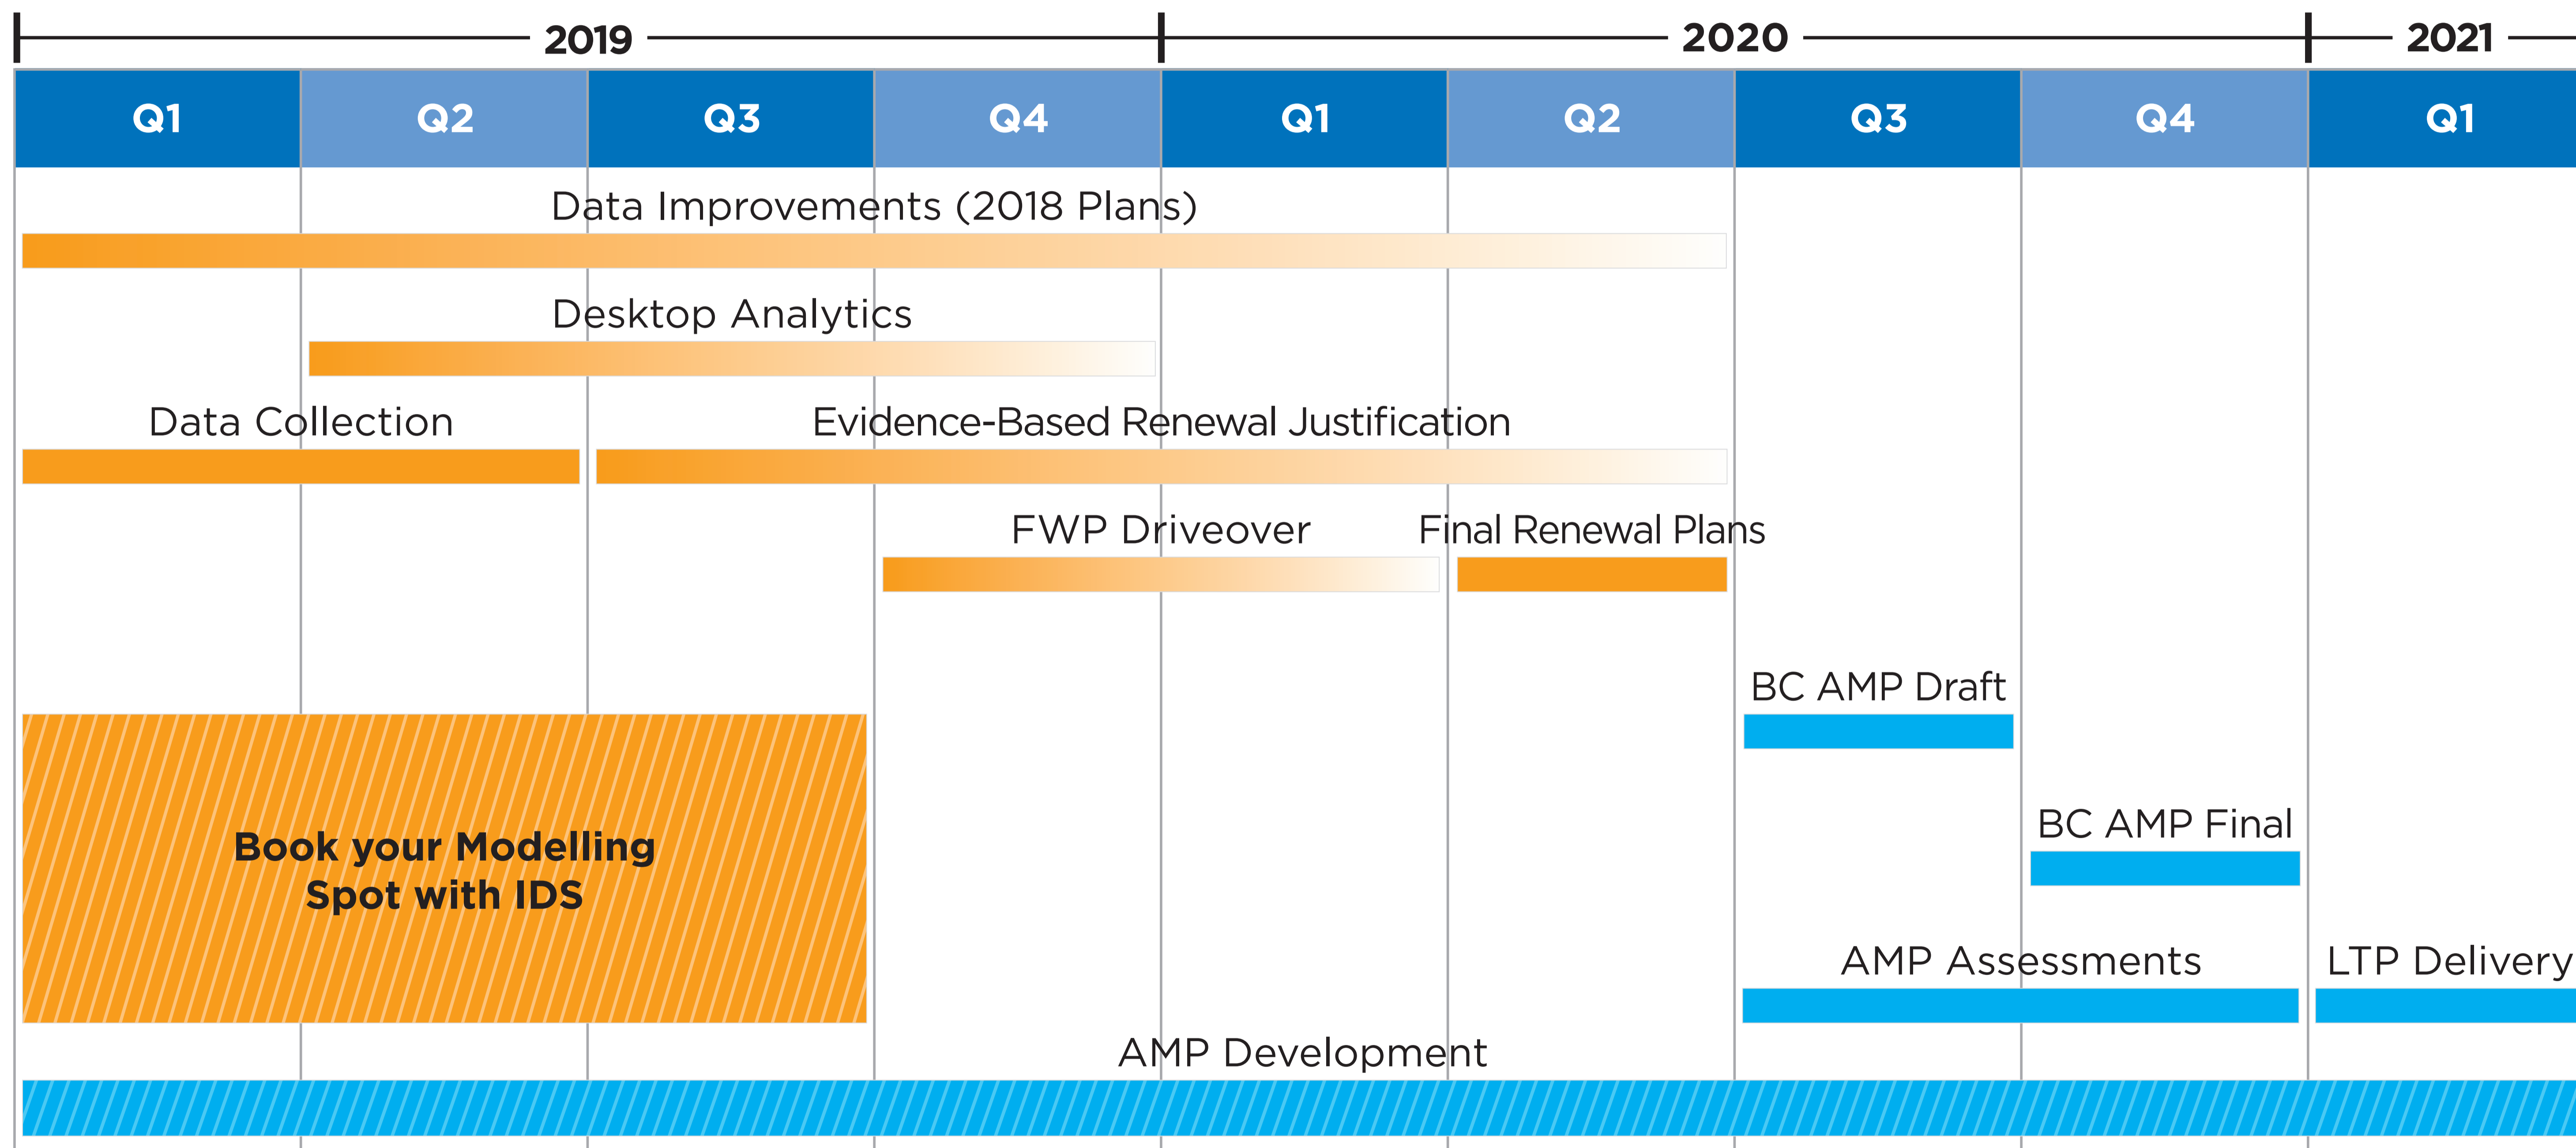 2019 2020 2021
Q1 Q2 Q3 Q4 Q1 Q2 Q3 Q4 Q1
Data Improvements (2018 Plans)
Desktop Analytics
Data Collection Evidence-Based Renewal Justification
FWP Driveover Final Renewal Plans
BC AMP Draft
BC AMP Final
Book your Modelling
Spot with IDS
AMP Assessments LTP Delivery
AMP Development